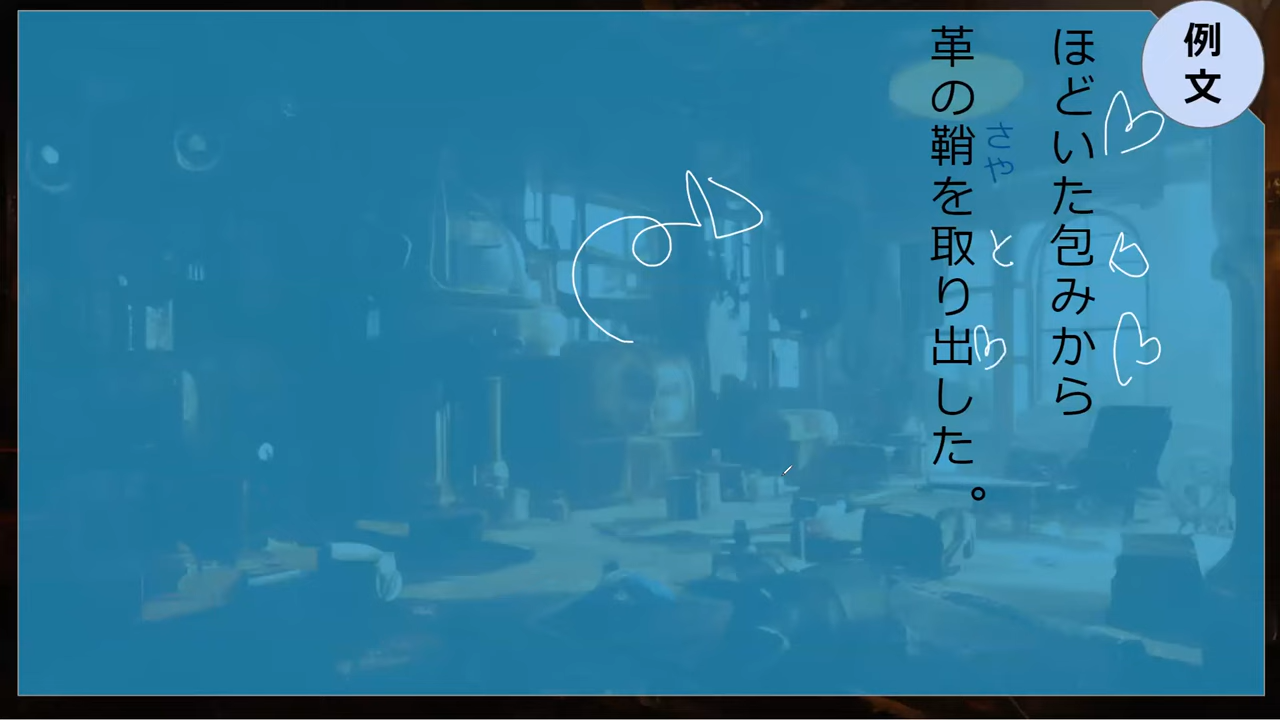 例文
ほどいた包みから
革の鞘を取り出した。
さや
と